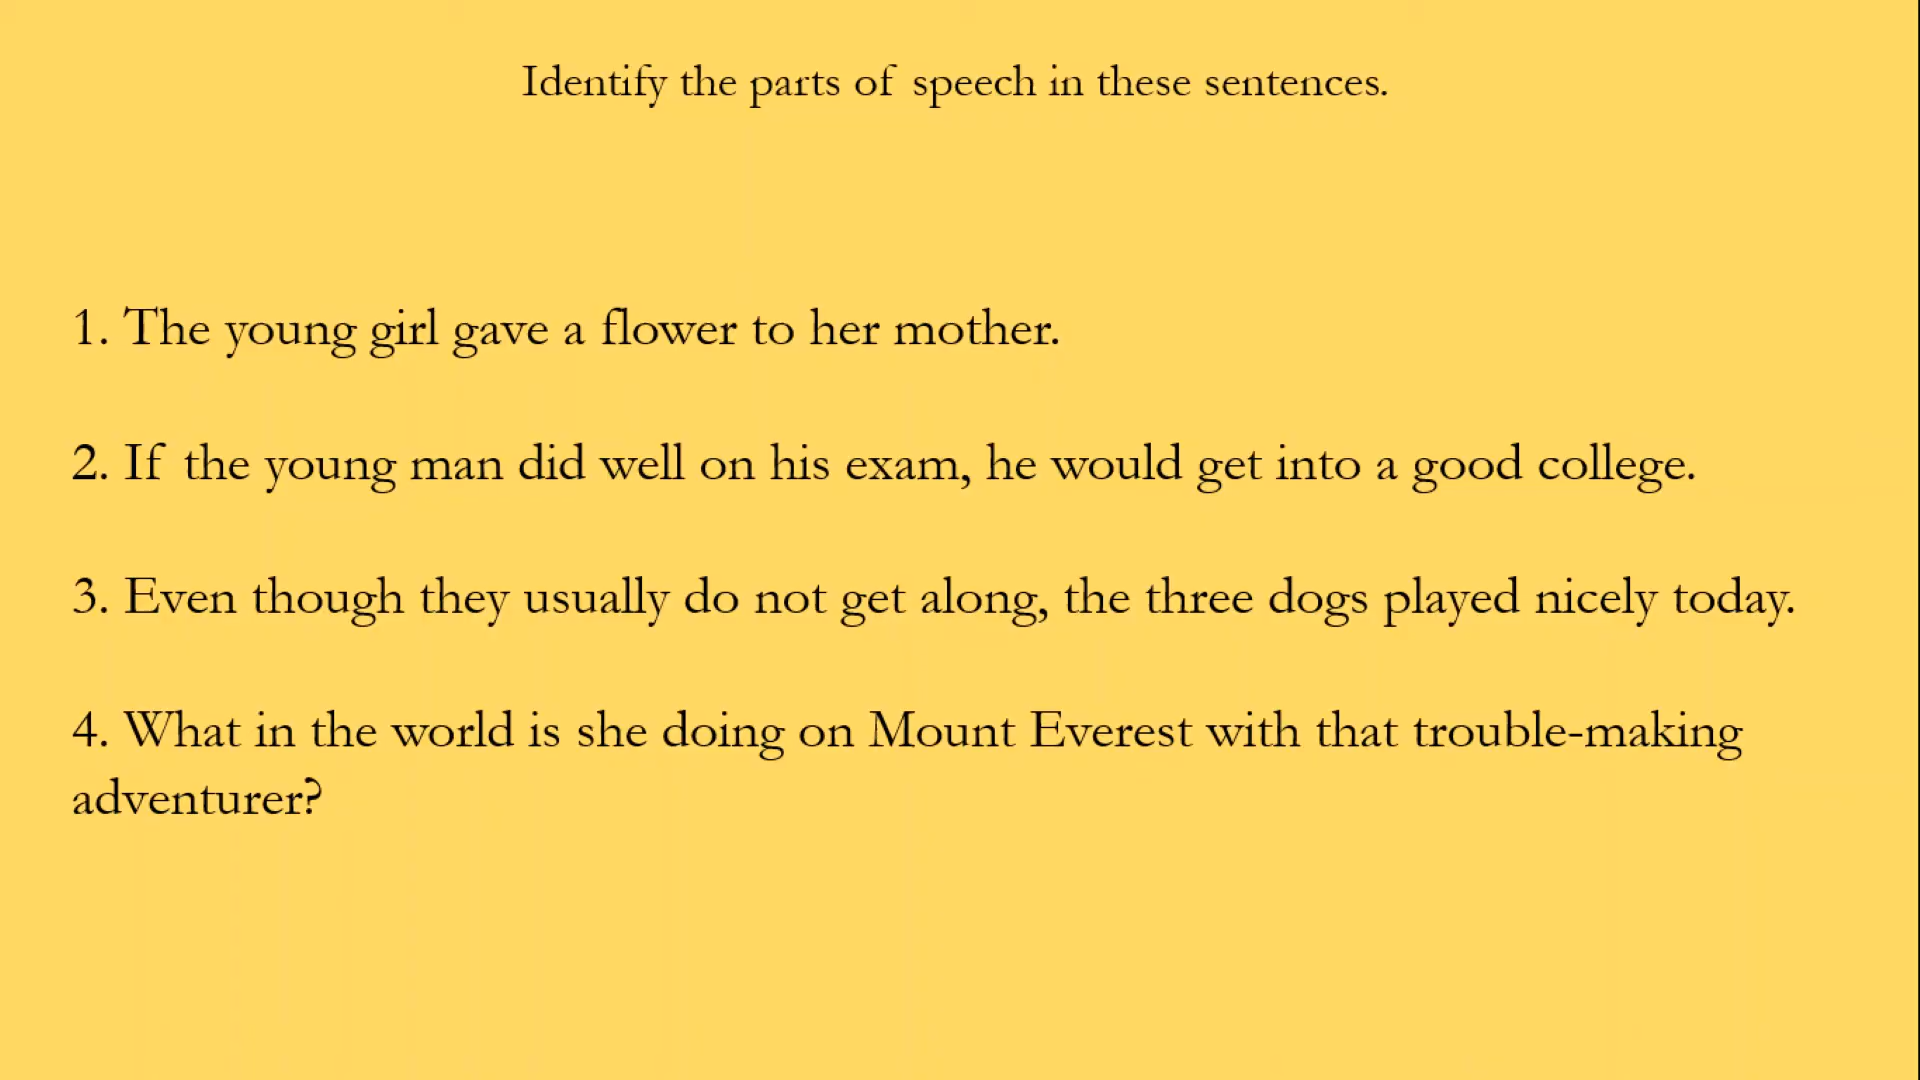 Identify the parts of speech in these sentences.
1. The young girl gave a flower to her mother.
2. If the young man did well on his exam, he would get into a good college.
3. Even though they usually do not get along, the three dogs played nicely today.
4. What in the world is she doing on Mount Everest with that trouble-making
adventurer?